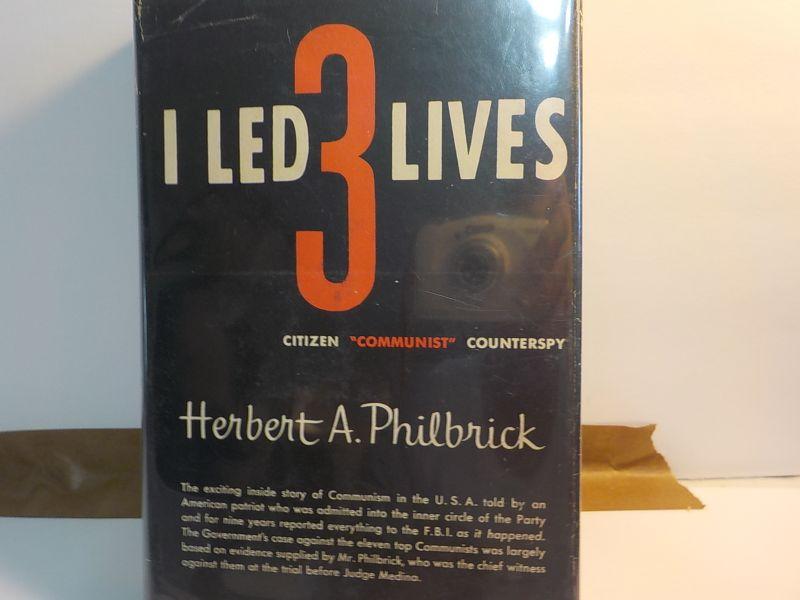 I LED 3 LIVES
CITIZEN "COMMUNIST" COUNTERSPY
Herbert A. Philbrick
The exciting inside story of Communism in the U. S. A. told by an
American patriot who was admitted into the inner circle of the Party
and for nine years reported everything to the F.B.I. as it happened.
The Government's case against the eleven top Communists was largely
based on evidence supplied by Mr. Philbrick, who was the chief witness
against them at the trial before Judge Medina.